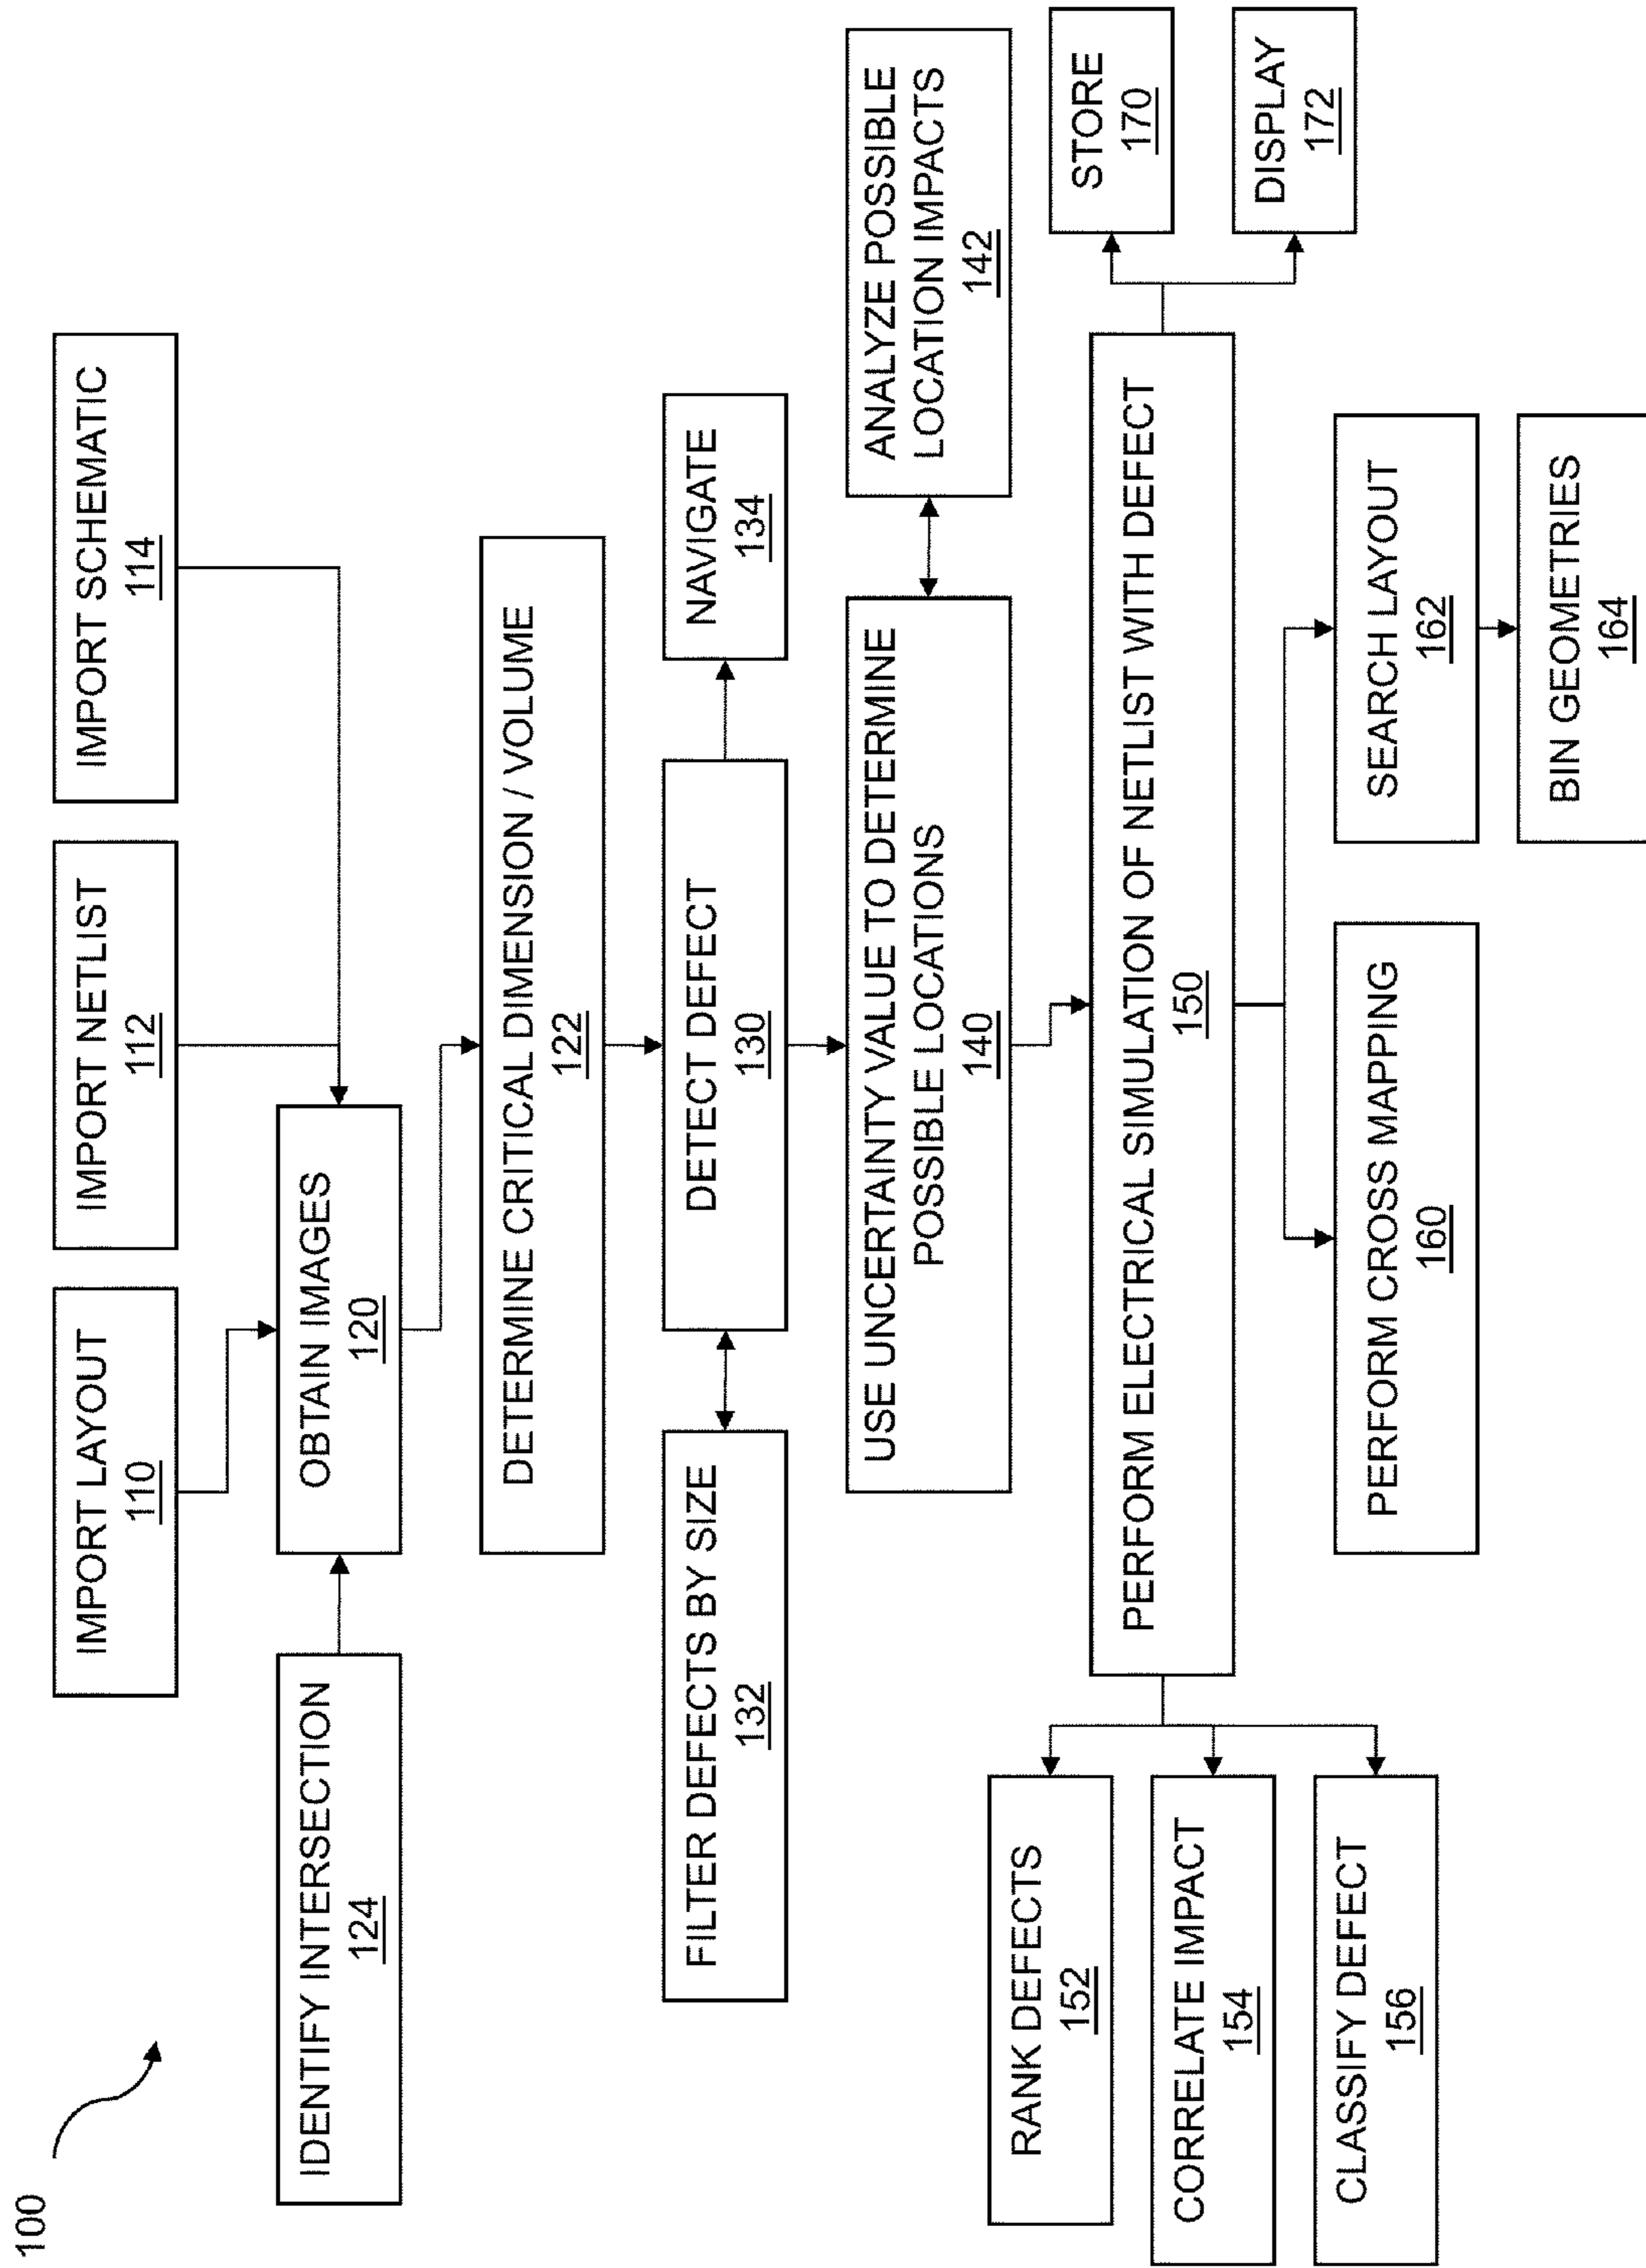 100
IMPORT LAYOUT
110
IMPORT NETLIST
112
IMPORT SCHEMATIC
114
IDENTIFY INTERSECTION
124
OBTAIN IMAGES
120
DETERMINE CRITICAL DIMENSION / VOLUME
122
FILTER DEFECTS BY SIZE
132
DETECT DEFECT
130
NAVIGATE
134
USE UNCERTAINTY VALUE TO DETERMINE
POSSIBLE LOCATIONS
140
ANALYZE POSSIBLE
LOCATION IMPACTS
142
RANK DEFECTS
152
CORRELATE IMPACT
154
CLASSIFY DEFECT
156
PERFORM ELECTRICAL SIMULATION OF NETLIST WITH DEFECT
150
STORE
170
DISPLAY
172
PERFORM CROSS MAPPING
160
SEARCH LAYOUT
162
BIN GEOMETRIES
164